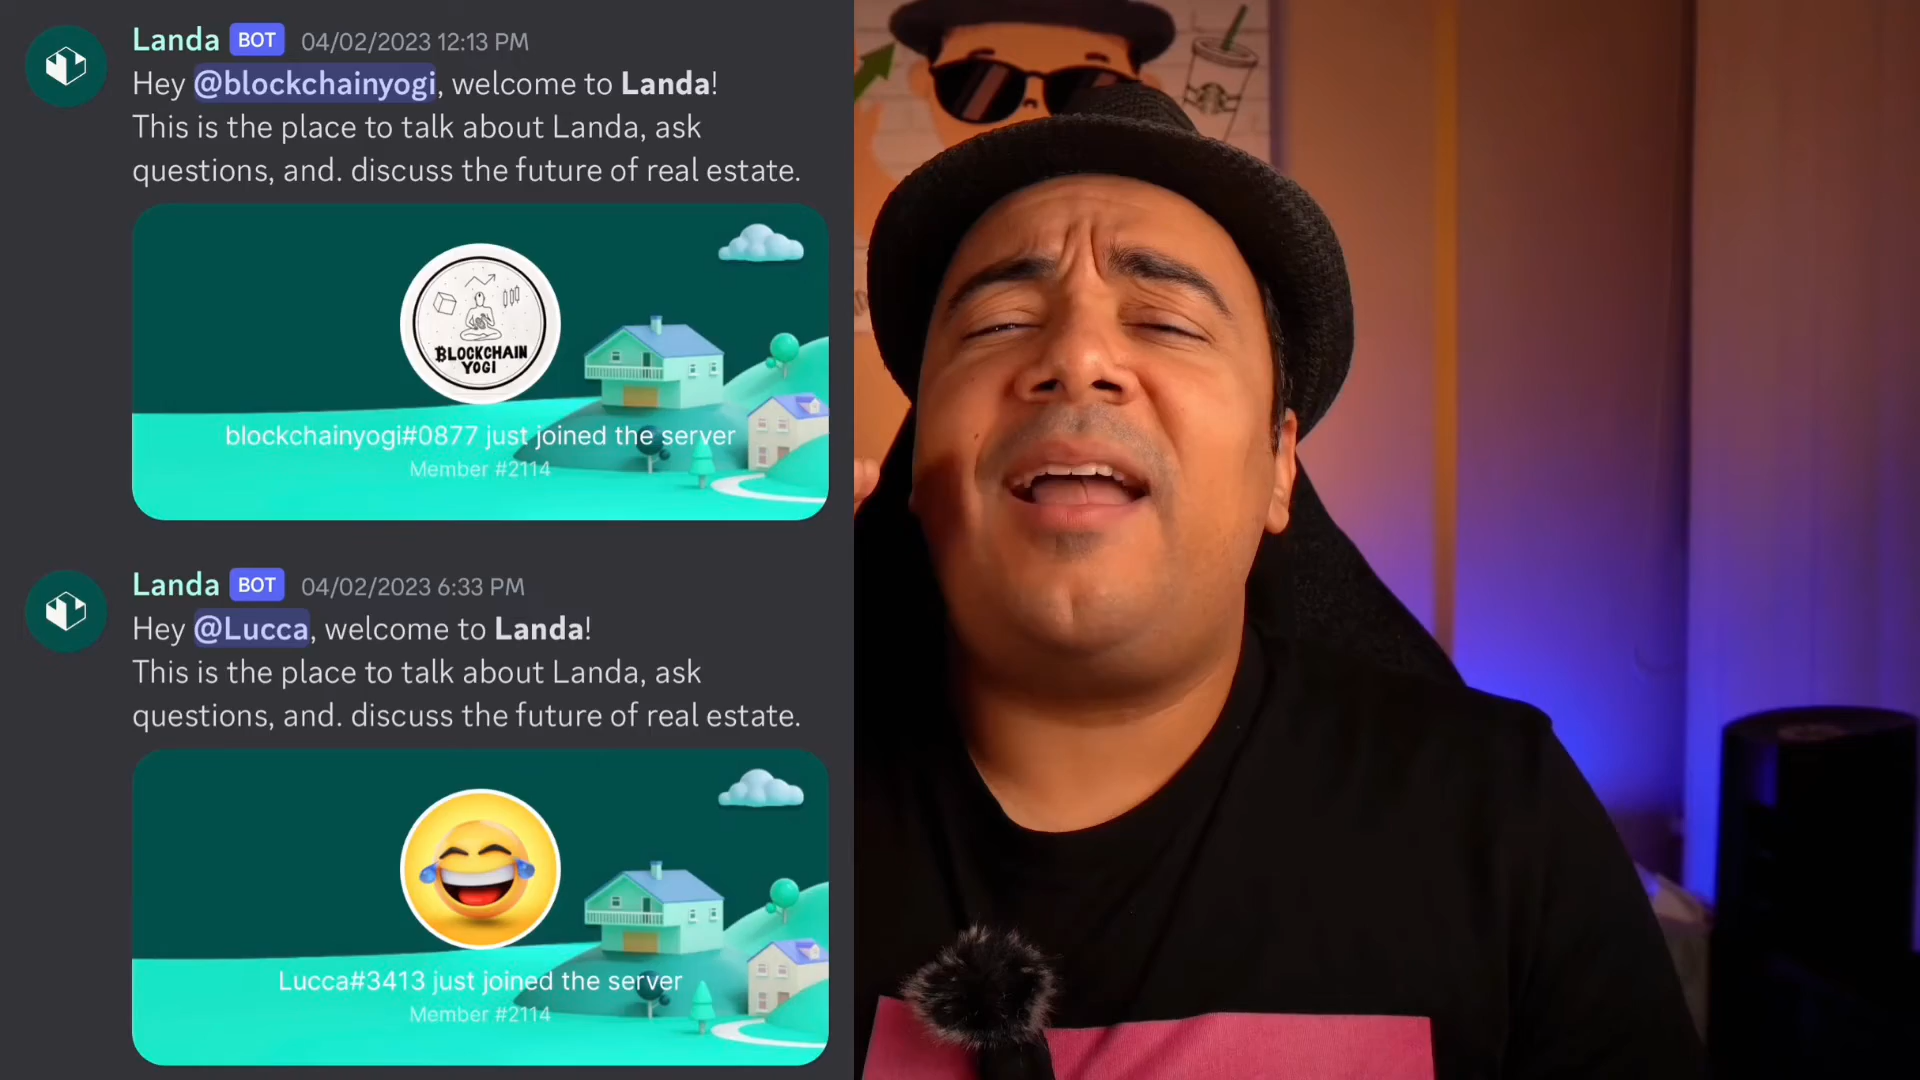 Landa BOT 04/02/2023 12:13 PM
Hey @blockchainyogi, welcome to Landa!
This is the place to talk about Landa, ask
questions, and. discuss the future of real estate.
BLOCKCHAIN
YOGI
blockchainyogi#0877 just joined the server
Member #2114
Landa BOT 04/02/2023 6:33 PM
Hey @Lucca, welcome to Landa!
This is the place to talk about Landa, ask
questions, and. discuss the future of real estate.
Lucca#3413 just joined the server
Member #2114